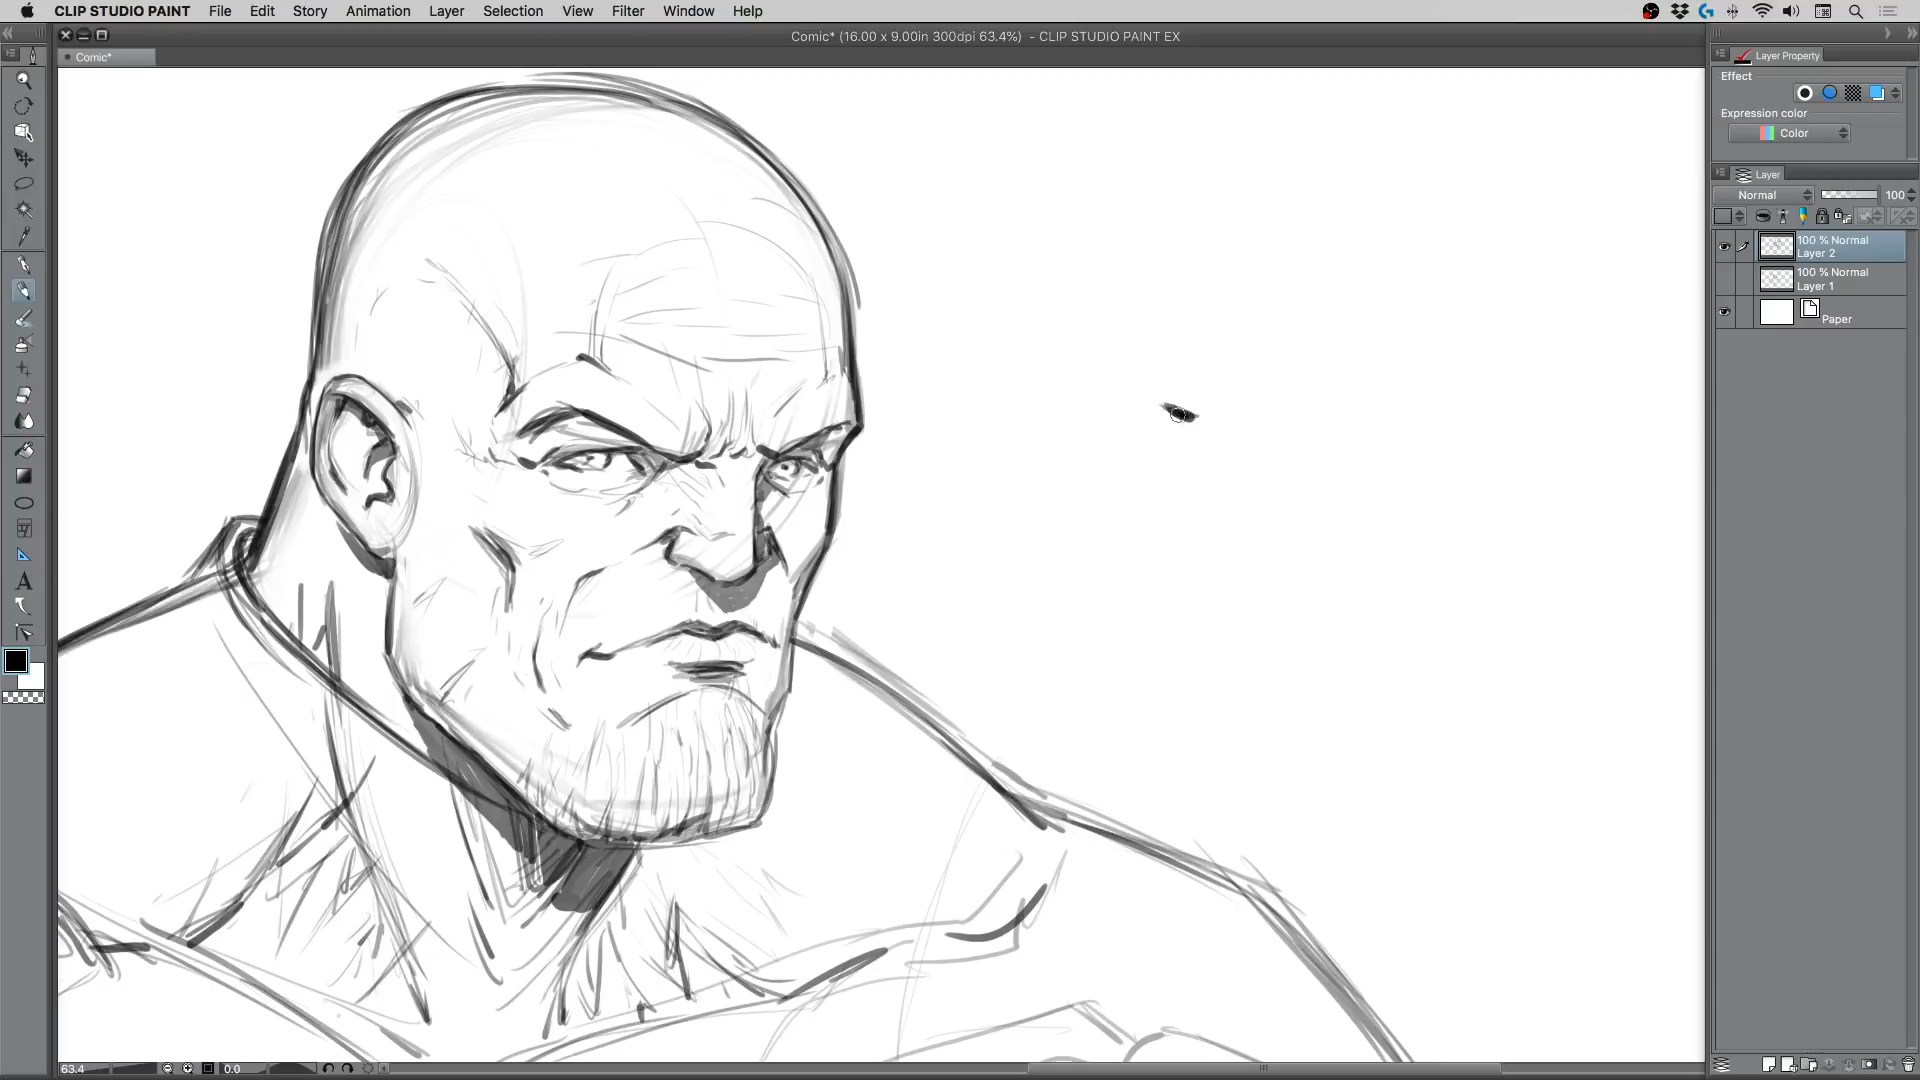 CLIP STUDIO PAINT File Edit Story Animation Layer Selection View Filter Window Help
Comic* (16.00 x 9.00in 300dpi 63.4%) - CLIP STUDIO PAINT EX
Comic*
Layer Property
Effect
Expression color
Color
Layer
Normal 100
100 % Normal
Layer 2
100 % Normal
Layer 1
Paper
63.4 0.0